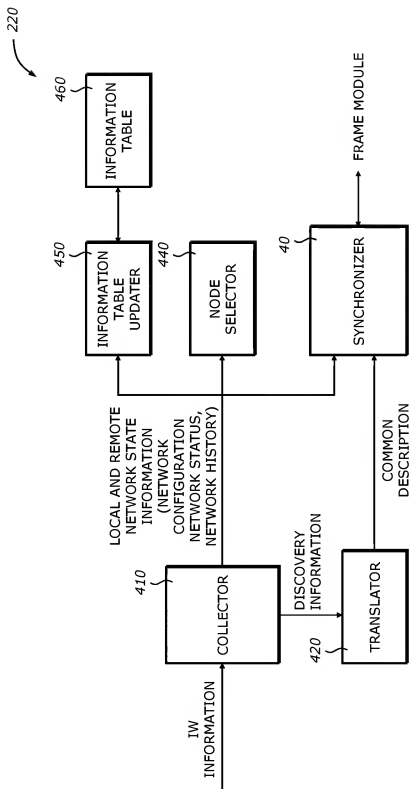 220
460
INFORMATION
TABLE
450
INFORMATION
TABLE
UPDATER
440
NODE
SELECTOR
40
SYNCHRONIZER
FRAME MODULE
LOCAL AND REMOTE
NETWORK STATE
INFORMATION
(NETWORK
CONFIGURATION
NETWORK STATUS,
NETWORK HISTORY)
COMMON
DESCRIPTION
410
COLLECTOR
DISCOVERY
INFORMATION
420
TRANSLATOR
IW
INFORMATION